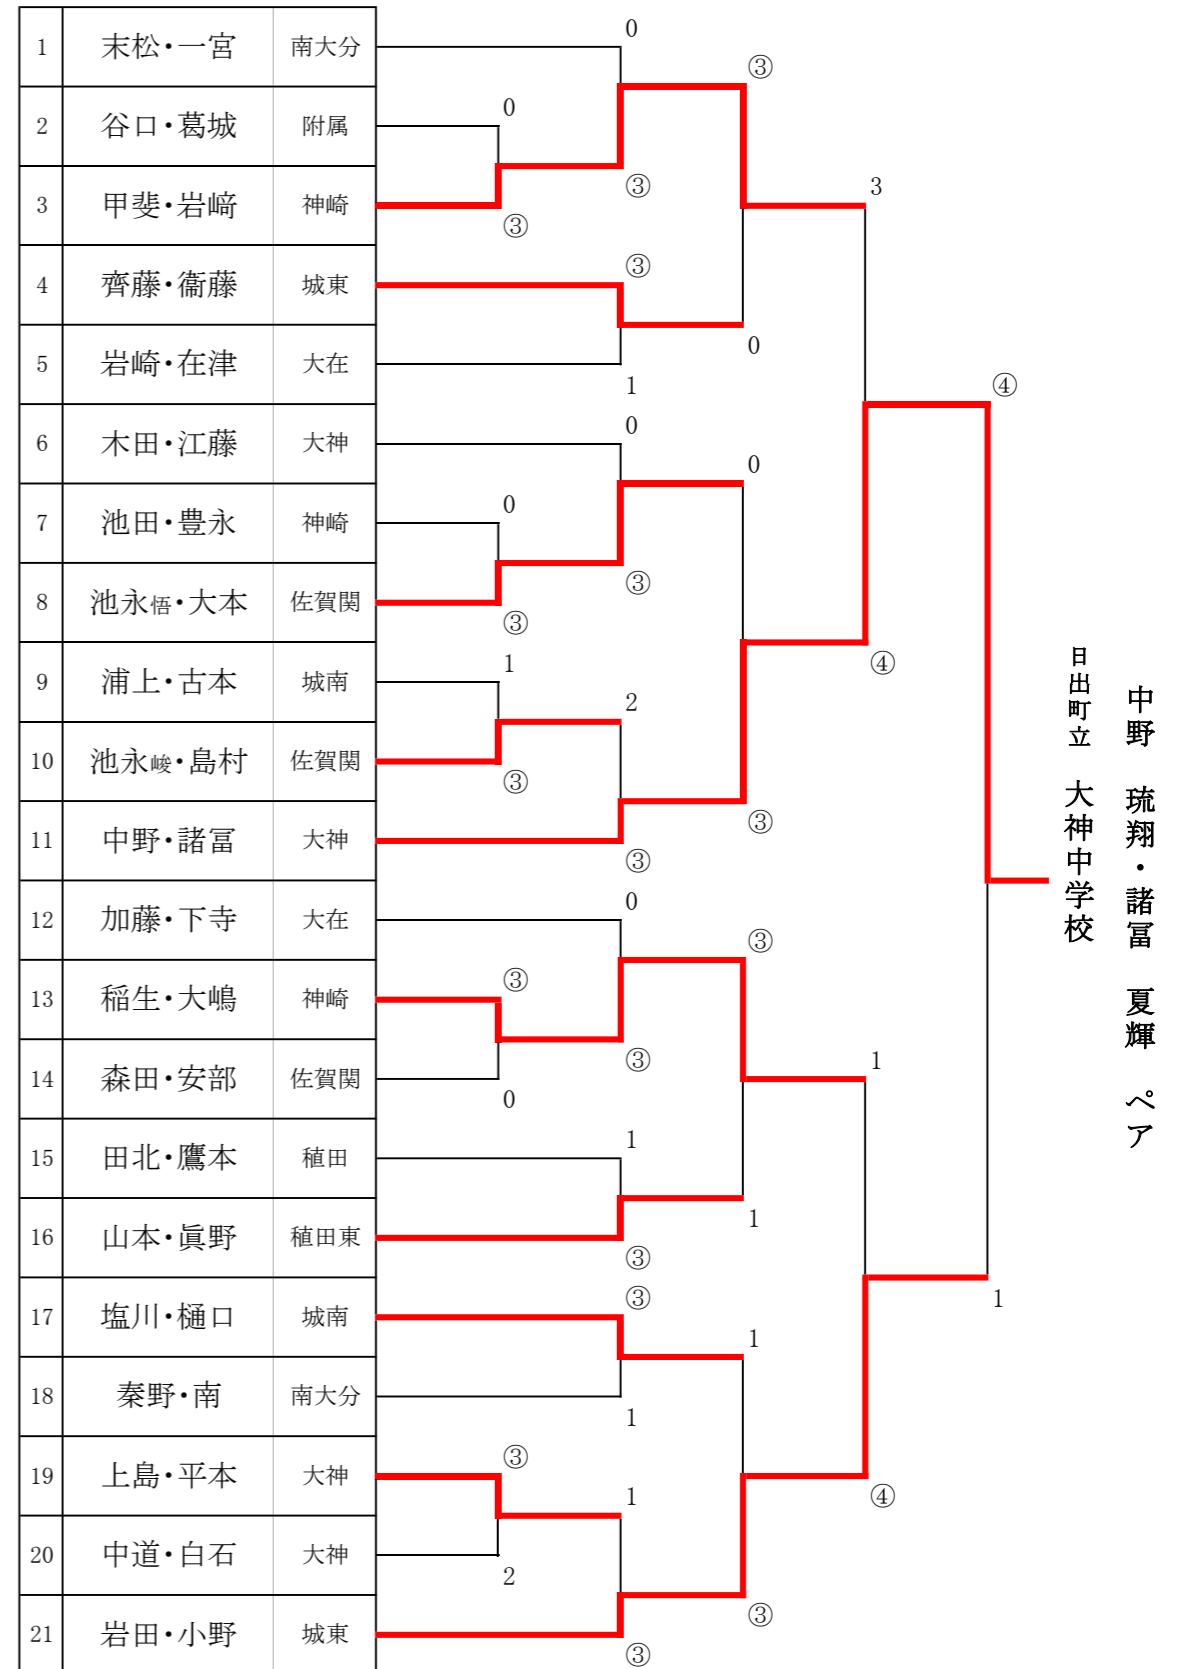 1 末松・一宮 南大分
2 谷口・葛城 附属
3 甲斐・岩﨑 神崎
4 齊藤・衞藤 城東
5 岩崎・在津 大在
6 木田・江藤 大神
7 池田・豊永 神崎
8 池永悟・大本 佐賀関
9 浦上・古本 城南
10 池永峻・島村 佐賀関
11 中野・諸冨 大神
12 加藤・下寺 大在
13 稲生・大嶋 神崎
14 森田・安部 佐賀関
15 田北・鷹本 稙田
16 山本・眞野 稙田東
17 塩川・樋口 城南
18 秦野・南 南大分
19 上島・平本 大神
20 中道・白石 大神
21 岩田・小野 城東
0
③
0
③
3
③
③
0
1
④
0
0
0
③
③
④
1
2
③
③
③
0
③
③
③
1
0
1
1
③
③
1
1
1
③
1
④
2
③
③
中野 琉翔・諸冨 夏輝 ペア
日出町立 大神中学校